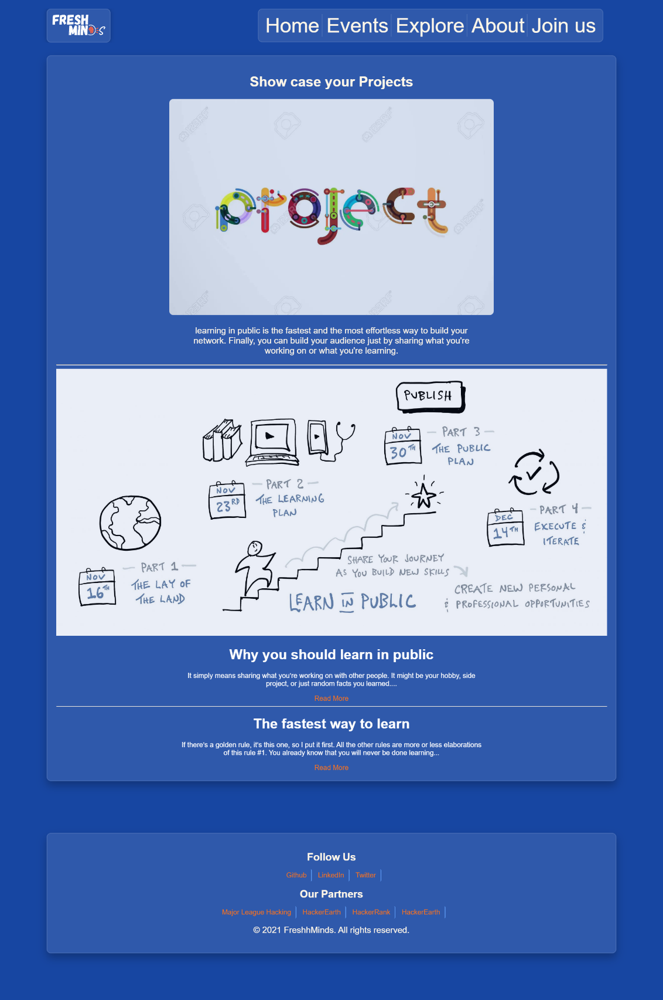 FRESH
MINDS
Home Events Explore About Join us
Show case your Projects
123RF
123RF
project
123RF
123RF
123RF
123RF
learning in public is the fastest and the most effortless way to build your
network. Finally, you can build your audience just by sharing what you're
working on or what you're learning.
PUBLISH
NOV
30TH
PART 3
THE PUBLIC
PLAN
NOV
23RD
PART 2
THE LEARNING
PLAN
DEC
14TH
PART 4
EXECUTE &
ITERATE
NOV
16TH
PART 1
THE LAY OF
THE LAND
SHARE YOUR JOURNEY
AS YOU BUILD NEW SKILLS
LEARN IN PUBLIC
CREATE NEW PERSONAL
& PROFESSIONAL OPPORTUNITIES
Why you should learn in public
It simply means sharing what you're working on with other people. It might be your hobby, side
project, or just random facts you learned....
Read More
The fastest way to learn
If there's a golden rule, it's this one, so I put it first. All the other rules are more or less elaborations
of this rule #1. You already know that you will never be done learning...
Read More
Follow Us
Github LinkedIn Twitter
Our Partners
Major League Hacking HackerEarth HackerRank HackerEarth
© 2021 FreshhMinds. All rights reserved.